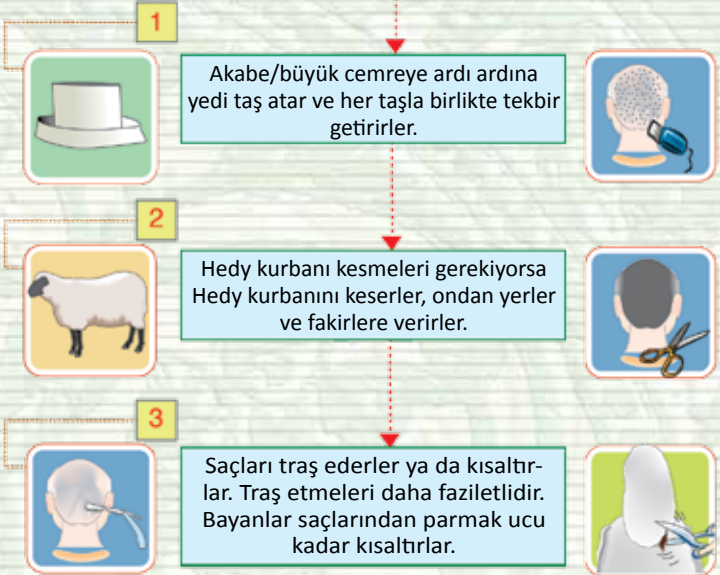 1
Akabe/büyük cemreye ardı ardına
yedi taş atar ve her taşla birlikte tekbir
getirirler.
2
Hedy kurbanı kesmeleri gerekiyorsa
Hedy kurbanını keserler, ondan yerler
ve fakirlere verirler.
3
Saçları traş ederler ya da kısaltır-
lar. Traş etmeleri daha faziletlidir.
Bayanlar saçlarından parmak ucu
kadar kısaltırlar.